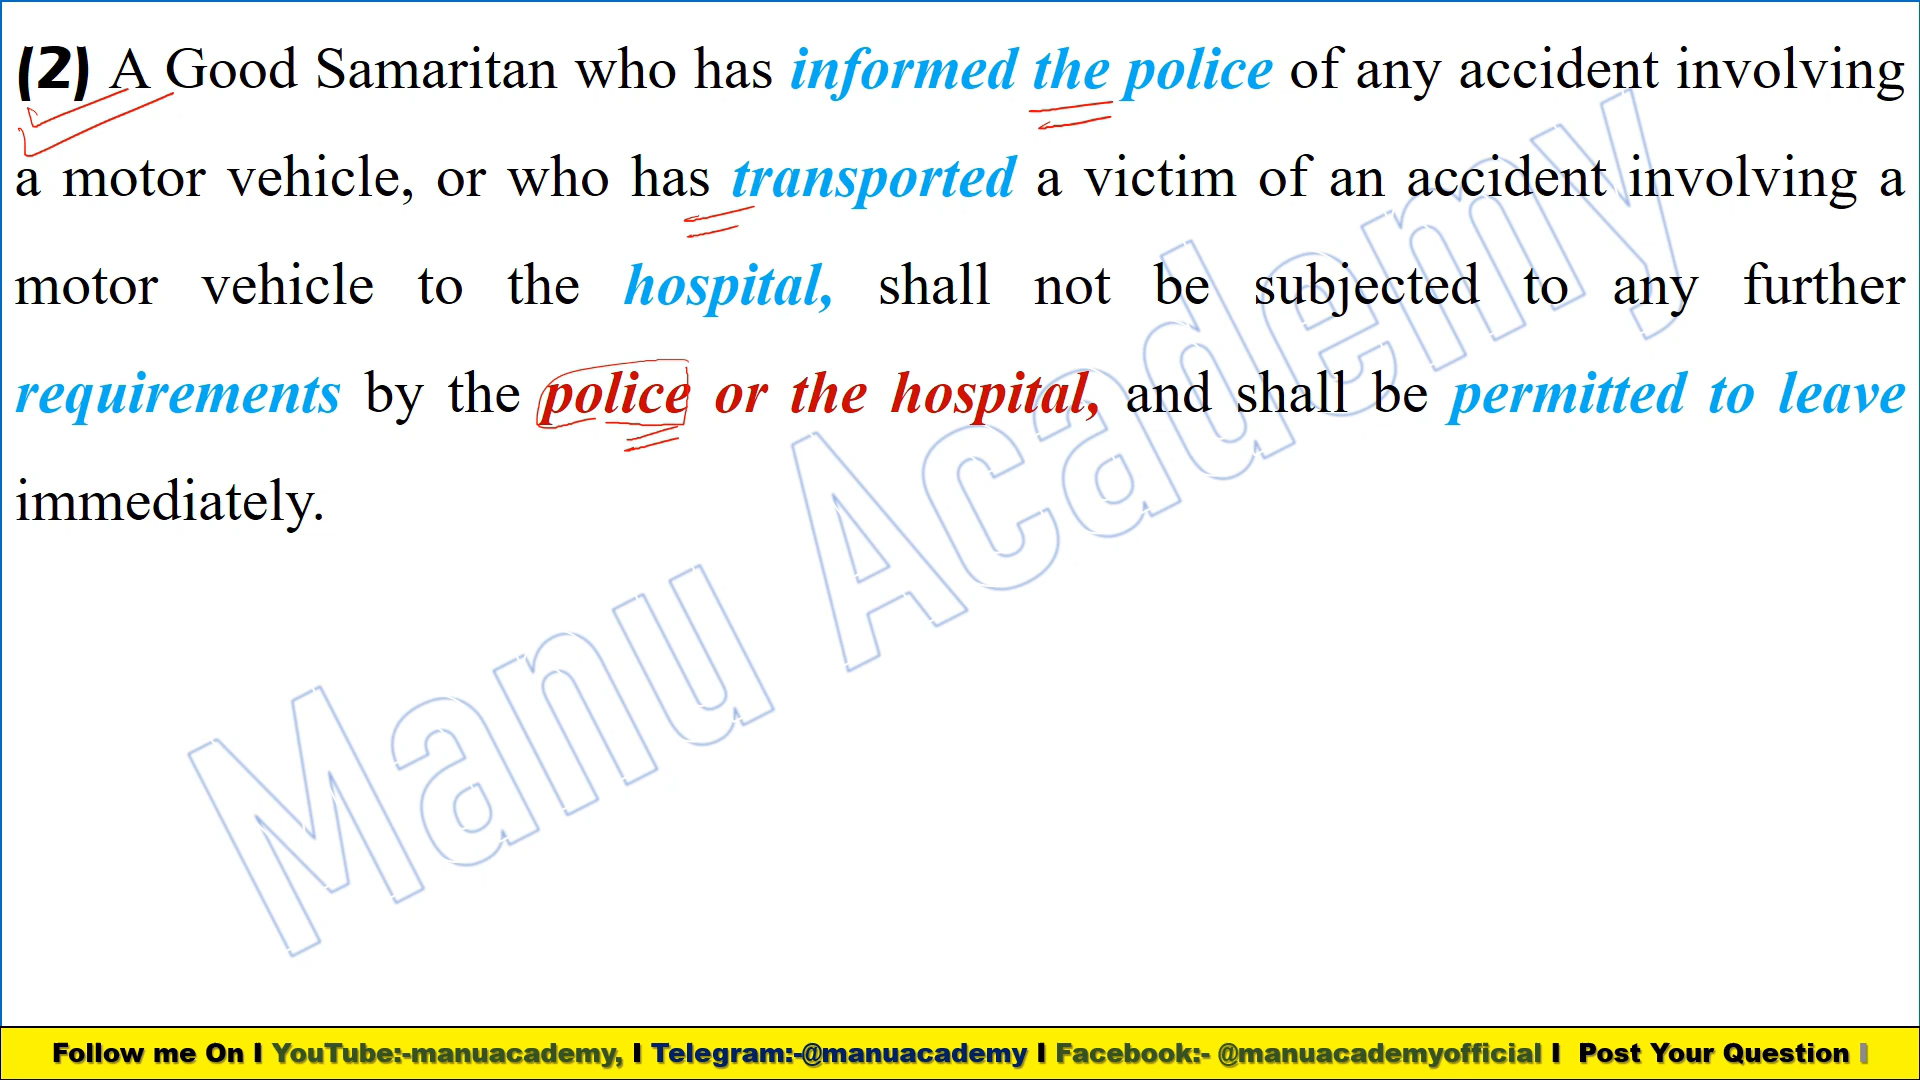 (2) A Good Samaritan who has informed the police of any accident involving
a motor vehicle, or who has transported a victim of an accident involving a
motor vehicle to the hospital, shall not be subjected to any further
requirements by the police or the hospital, and shall be permitted to leave
immediately.
Manu Academy
Follow me On I YouTube:-manuacademy, I Telegram:-@manuacademy I Facebook:- @manuacademyofficial I Post Your Question I